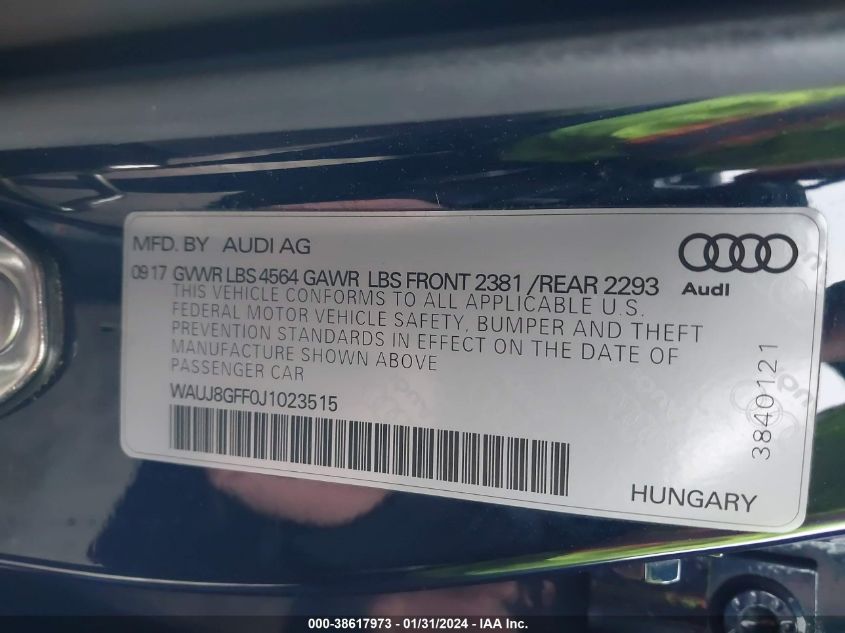 MFD. BY AUDI AG
09 17 GVWR LBS 4564 GAWR LBS FRONT 2381 /REAR 2293
THIS VEHICLE CONFORMS TO ALL APPLICABLE U.S.
FEDERAL MOTOR VEHICLE SAFETY, BUMPER AND THEFT
PREVENTION STANDARDS IN EFFECT ON THE DATE OF
MANUFACTURE SHOWN ABOVE
PASSENGER CAR
WAUJ8GFF0J1023515
Audi
3840121
HUNGARY
000-38617973 - 01/31/2024 - IAA Inc.